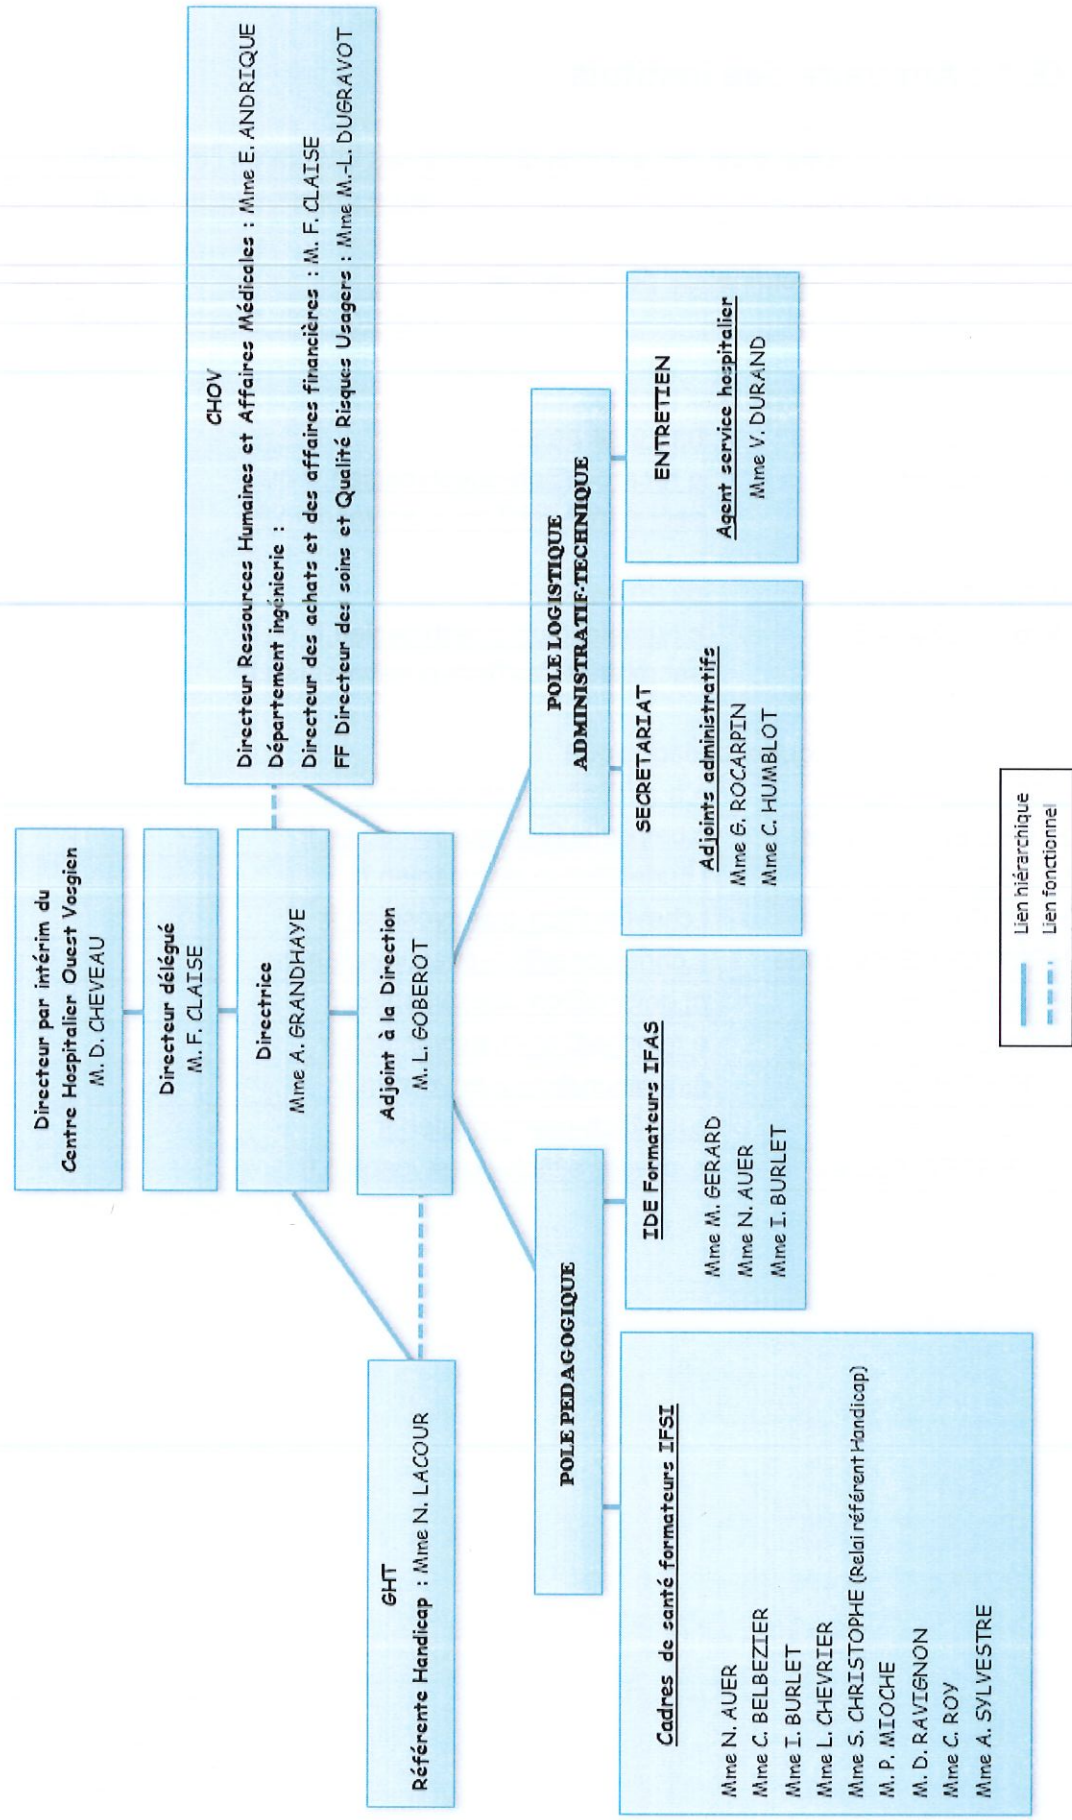 Directeur par intérim du
Centre Hospitalier Ouest Vosgien
M. D. CHEVEAU
Directeur délégué
M. F. CLAISE
Directrice
Mme A. GRANDHAYE
Adjoint à la Direction
M. L. GOBEROT
CHOV
Directeur Ressources Humaines et Affaires Médicales : Mme E. ANDRIQUE
Département ingénierie :
Directeur des achats et des affaires financières : M. F. CLAISE
FF Directeur des soins et Qualité Risques Usagers : Mme M.-L. DUGRAVOT
GHT
Référente Handicap : Mme N. LACOUR
POLE PEDAGOGIQUE
POLE LOGISTIQUE
ADMINISTRATIF-TECHNIQUE
Cadres de santé formateurs IFSI
Mme N. AUER
Mme C. BELBEZIER
Mme I. BURLET
Mme L. CHEVRIER
Mme S. CHRISTOPHE (Relai référent Handicap)
M. P. MIOCHE
M. D. RAVIGNON
Mme C. ROY
Mme A. SYLVESTRE
IDE Formateurs IFAS
Mme M. GERARD
Mme N. AUER
Mme I. BURLET
SECRETARIAT
Adjoints administratifs
Mme G. ROCARPIN
Mme C. HUMBLOT
ENTRETIEN
Agent service hospitalier
Mme V. DURAND
Lien hiérarchique
Lien fonctionnel